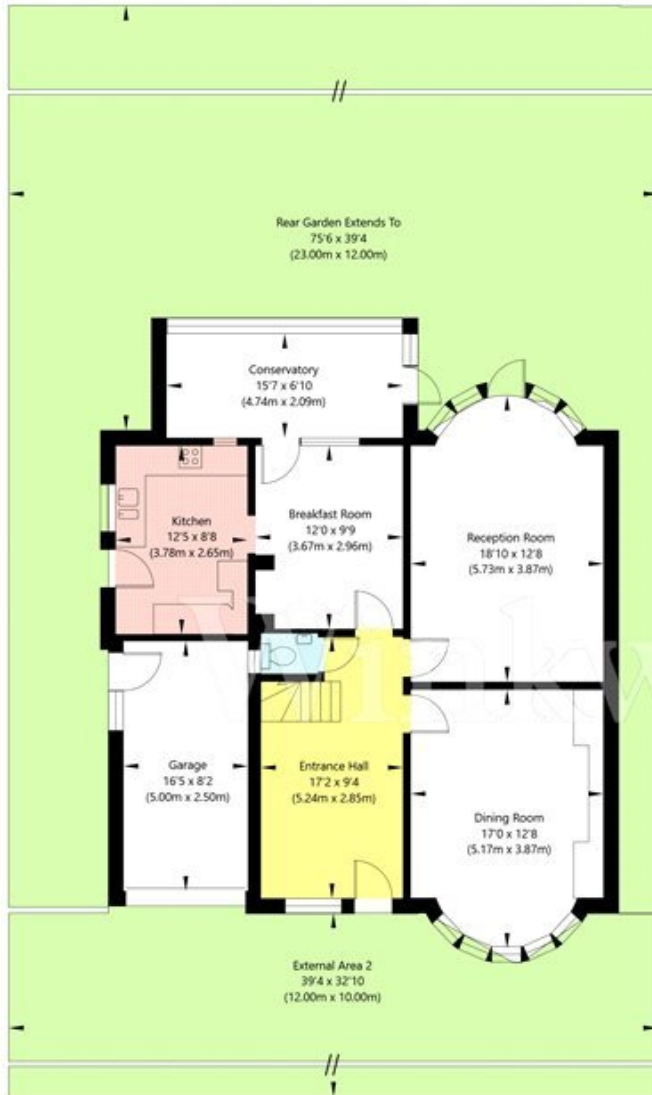 Rear Garden Extends To
75'6 x 39'4
(23.00m x 12.00m)
Conservatory
15'7 x 6'10
(4.74m x 2.09m)
Kitchen
12'5 x 8'8
(3.78m x 2.65m)
Breakfast Room
12'0 x 9'9
(3.67m x 2.96m)
Reception Room
18'10 x 12'8
(5.73m x 3.87m)
Winkw
Garage
16'5 x 8'2
(5.00m x 2.50m)
Entrance Hall
17'2 x 9'4
(5.24m x 2.85m)
Dining Room
17'0 x 12'8
(5.17m x 3.87m)
External Area 2
39'4 x 32'10
(12.00m x 10.00m)